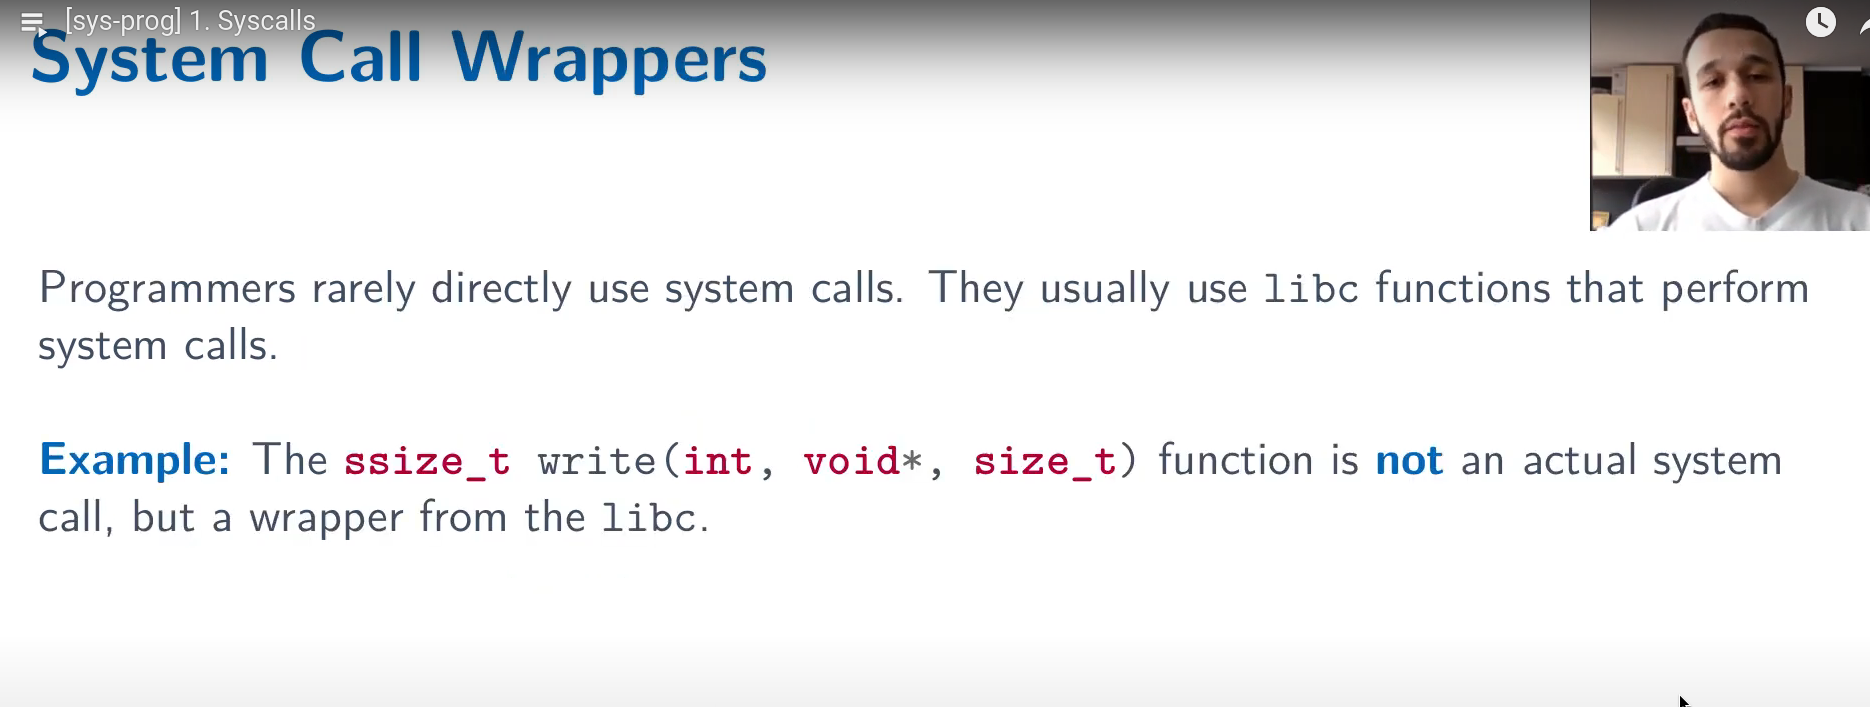 [sys-prog] 1. Syscalls
System Call Wrappers
Programmers rarely directly use system calls. They usually use libc functions that perform
system calls.
Example: The ssize_t write(int, void*, size_t) function is not an actual system
call, but a wrapper from the libc.